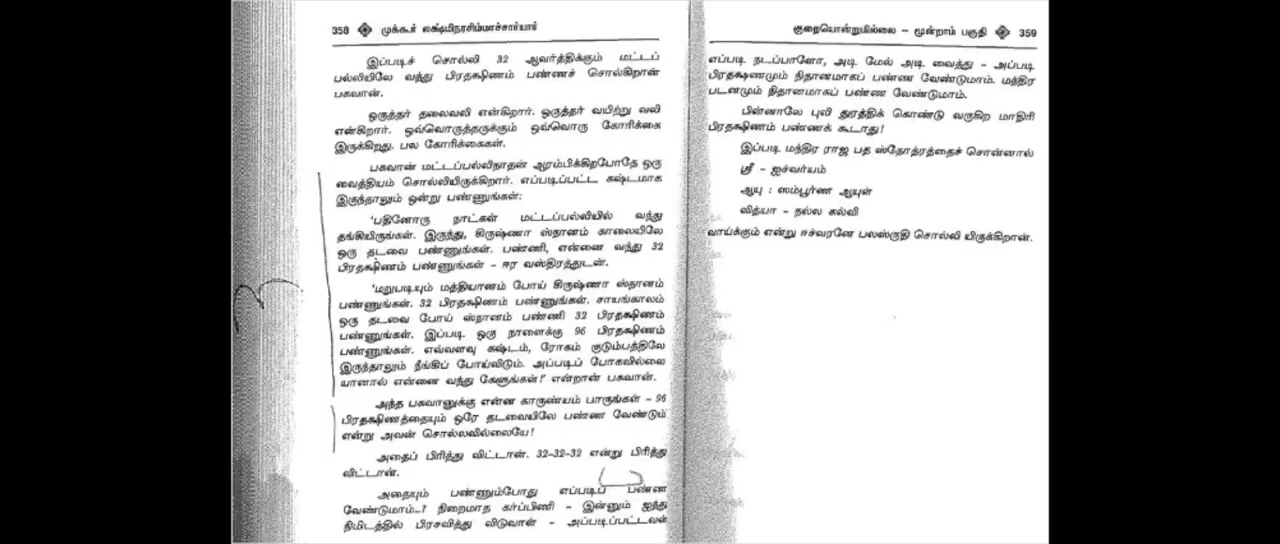 358 முக்கூர் லக்ஷ்மிநரசிம்மாச்சார்யார்
இப்படிச் சொல்லி 32 ஆவர்த்திக்கும் மட்டப்
பல்லியிலே வந்து பிரதக்ஷிணம் பண்ணச் சொல்கிறான்
பகவான்.
ஒருத்தர் தலைவலி என்கிறார். ஒருத்தர் வயிற்று வலி
என்கிறார். ஒவ்வொருத்தருக்கும் ஒவ்வொரு கோரிக்கை
இருக்கிறது. பல கோரிக்கைகள்.
பகவான் மட்டப்பல்லிநாதன் ஆரம்பிக்கிறபோதே ஒரு
வைத்தியம் சொல்லியிருக்கிறார். எப்படிப்பட்ட கஷ்டமாக
இருந்தாலும் ஒன்று பண்ணுங்கள்:
'பதினோரு நாட்கள் மட்டப்பல்லியில் வந்து
தங்கியிருங்கள். இருந்து, கிருஷ்ணா ஸ்நானம் காலையிலே
ஒரு தடவை பண்ணுங்கள். பண்ணி, என்னை வந்து 32
பிரதக்ஷிணம் பண்ணுங்கள் – ஈர வஸ்திரத்துடன்.
'மறுபடியும் மத்தியானம் போய் கிருஷ்ணா ஸ்நானம்
பண்ணுங்கள். 32 பிரதக்ஷிணம் பண்ணுங்கள். சாயங்காலம்
ஒரு தடவை போய் ஸ்நானம் பண்ணி 32 பிரதக்ஷிணம்
பண்ணுங்கள். இப்படி ஒரு நாளைக்கு 96 பிரதக்ஷிணம்
பண்ணுங்கள். எவ்வளவு கஷ்டம், ரோகம் குடும்பத்திலே
இருந்தாலும் நீங்கிப் போய்விடும். அப்படிப் போகவில்லை
யானால் என்னை வந்து கேளுங்கள்!' என்றான் பகவான்.
அந்த பகவானுக்கு என்ன காருண்யம் பாருங்கள் – 96
பிரதக்ஷிணத்தையும் ஒரே தடவையிலே பண்ண வேண்டும்
என்று அவன் சொல்லவில்லையே!
அதைப் பிரித்து விட்டான். 32-32-32 என்று பிரித்து
விட்டான்.
அதையும் பண்ணும்போது எப்படிப் பண்ண
வேண்டுமாம்..? நிறைமாத கர்ப்பிணி – இன்னும் ஐந்து
நிமிடத்தில் பிரசவித்து விடுவாள் – அப்படிப்பட்டவள்
குறையொன்றுமில்லை – மூன்றாம் பகுதி 359
எப்படி நடப்பாளோ, அடி மேல் அடி வைத்து – அப்படி
பிரதக்ஷணமும் நிதானமாகப் பண்ண வேண்டுமாம். மந்திர
படனமும் நிதானமாகப் பண்ண வேண்டுமாம்.
பின்னாலே புலி துரத்திக் கொண்டு வருகிற மாதிரி
பிரதக்ஷிணம் பண்ணக் கூடாது!
இப்படி மந்திர ராஜ பத ஸ்தோத்ரத்தைச் சொன்னால்
ஸ்ரீ – ஐச்வர்யம்
ஆயு : ஸம்பூர்ண ஆயுள்
வித்யா – நல்ல கல்வி
வாய்க்கும் என்று ஈச்வரனே பலஸ்ருதி சொல்லி யிருக்கிறான்.